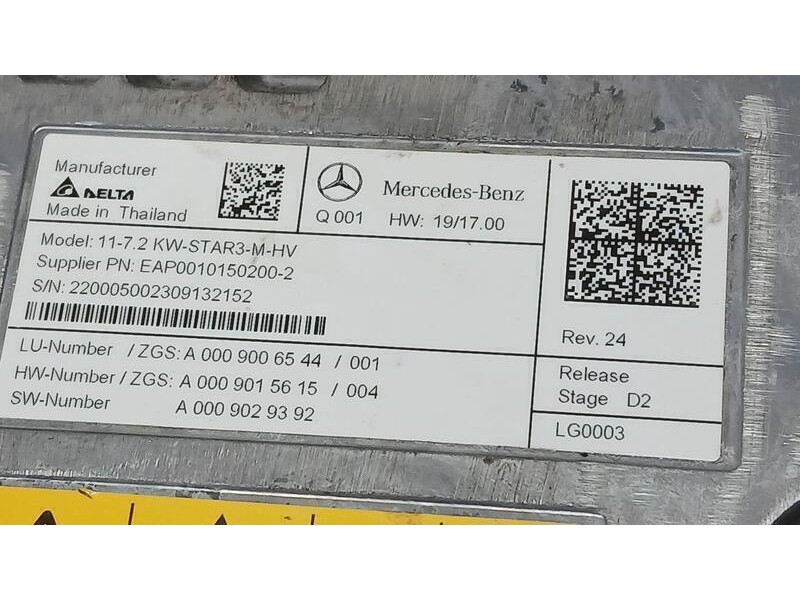 Manufacturer
DELTA
Made in Thailand
Mercedes-Benz
Q 001 HW: 19/17.00
Model: 11-7.2 KW-STAR3-M-HV
Supplier PN: EAP0010150200-2
S/N: 220005002309132152
LU-Number / ZGS: A 000 900 65 44 / 001
HW-Number / ZGS: A 000 901 56 15 / 004
SW-Number A 000 902 93 92
Rev. 24
Release
Stage D2
LG0003